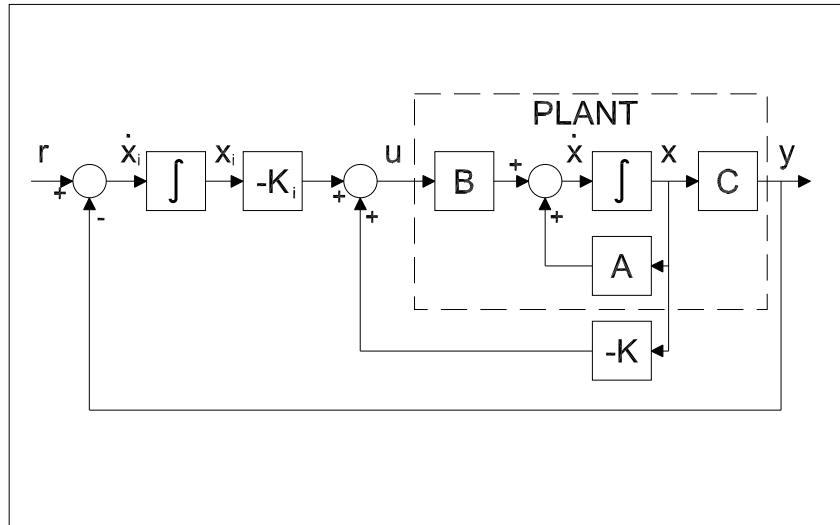 PLANT
r
ẋᵢ
xᵢ
u
ẋ
x
y
+
-
∫
-Kᵢ
+
+
B
+
+
∫
C
A
-K